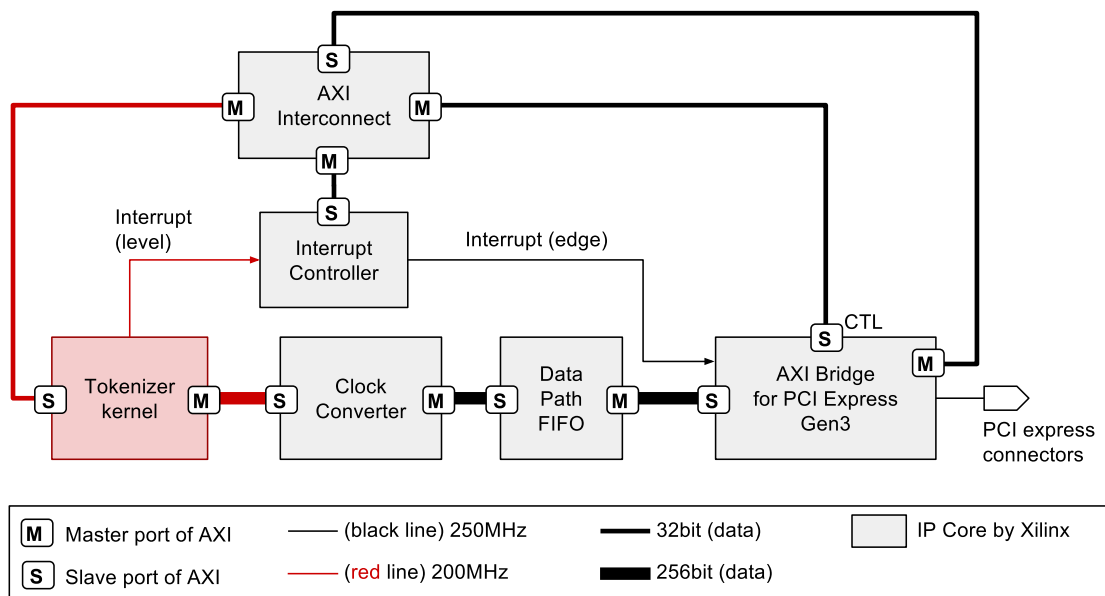 S
AXI
Interconnect
M
M
M
S
Interrupt
Controller
Interrupt
(level)
Interrupt (edge)
CTL
S
M
Tokenizer
kernel
S
M
S
Clock
Converter
M
S
Data
Path
FIFO
M
S
AXI Bridge
for PCI Express
Gen3
PCI express
connectors
M Master port of AXI
(black line) 250MHz
32bit (data)
IP Core by Xilinx
S Slave port of AXI
(red line) 200MHz
256bit (data)